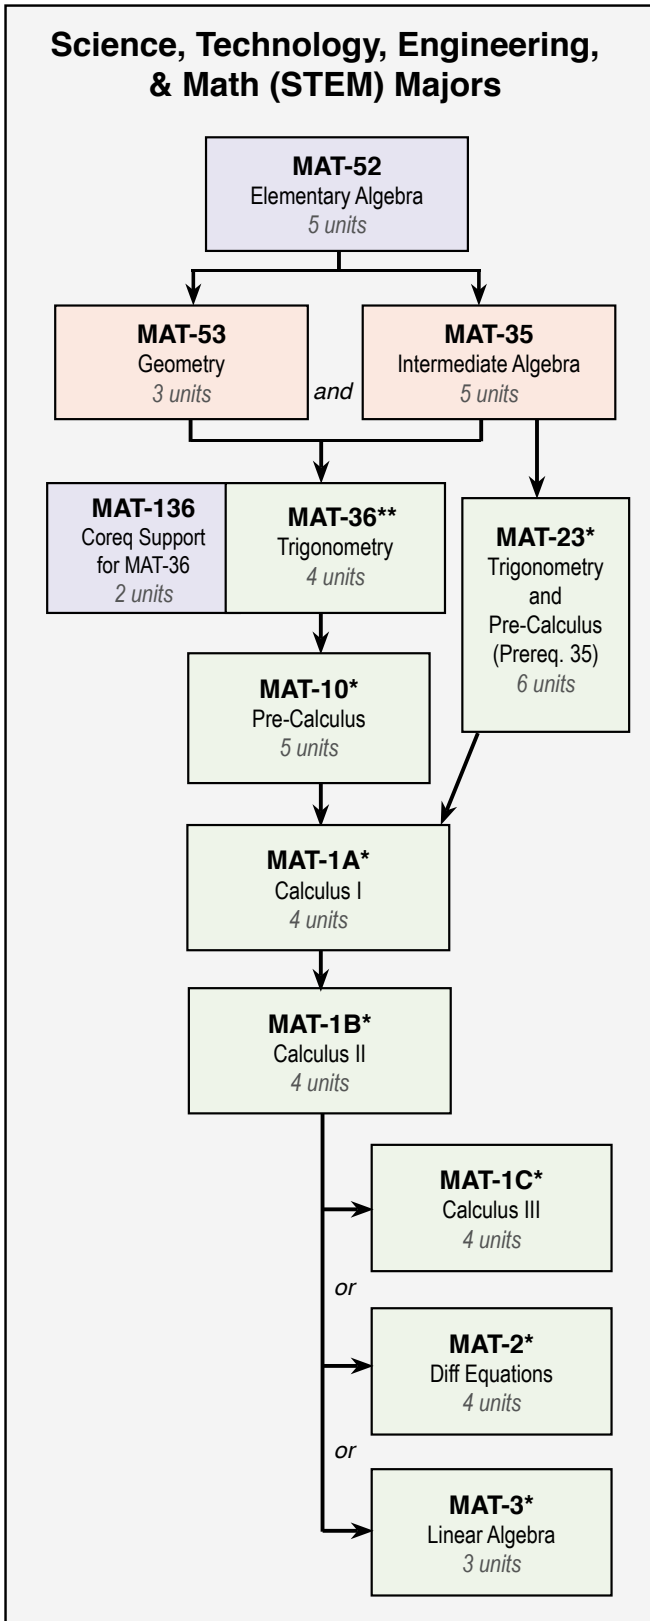 Science, Technology, Engineering,
& Math (STEM) Majors
MAT-52
Elementary Algebra
5 units
MAT-53
Geometry
3 units
and
MAT-35
Intermediate Algebra
5 units
MAT-136
Coreq Support
for MAT-36
2 units
MAT-36**
Trigonometry
4 units
MAT-23*
Trigonometry
and
Pre-Calculus
(Prereq. 35)
6 units
MAT-10*
Pre-Calculus
5 units
MAT-1A*
Calculus I
4 units
MAT-1B*
Calculus II
4 units
MAT-1C*
Calculus III
4 units
or
MAT-2*
Diff Equations
4 units
or
MAT-3*
Linear Algebra
3 units